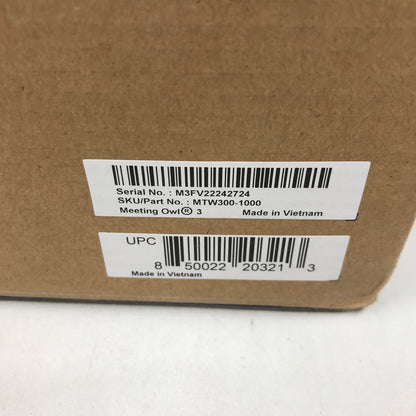 Serial No. : M3FV22242724
SKU/Part No. : MTW300-1000
Meeting Owl® 3 Made in Vietnam
UPC
8 50022 20321 3
Made in Vietnam